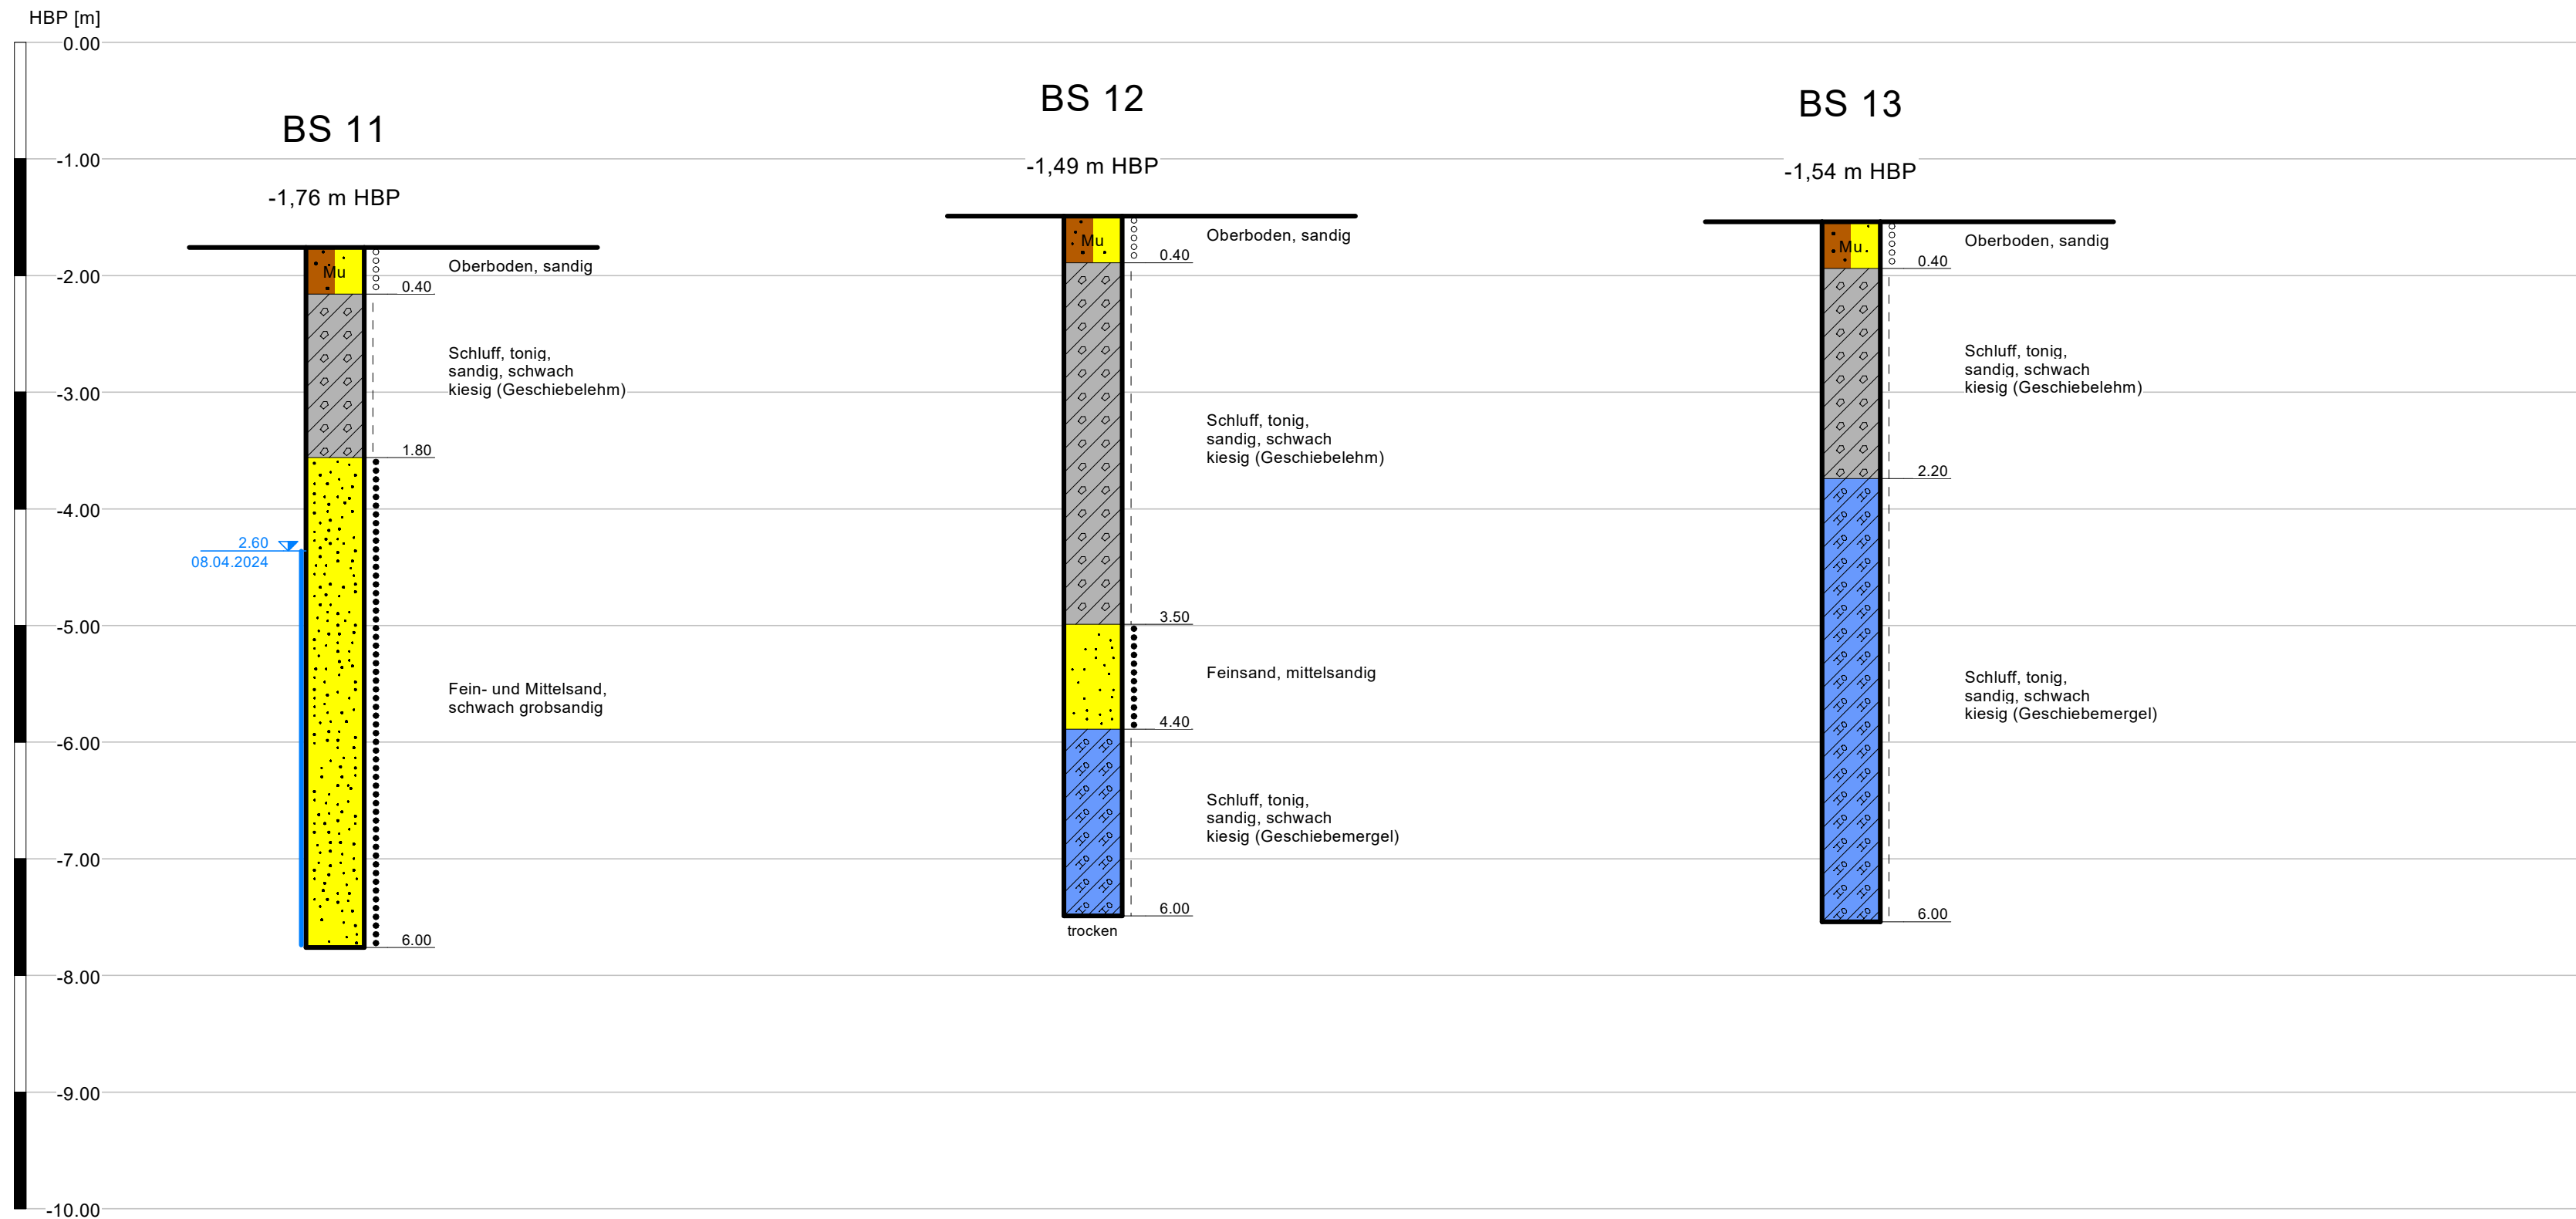 HBP [m]
0.00
-1.00
-2.00
-3.00
-4.00
-5.00
-6.00
-7.00
-8.00
-9.00
-10.00
BS 11
-1,76 m HBP
Mu
0.40
Oberboden, sandig
1.80
Schluff, tonig,
sandig, schwach
kiesig (Geschiebelehm)
2.60
08.04.2024
6.00
Fein- und Mittelsand,
schwach grobsandig
BS 12
-1,49 m HBP
Mu
0.40
Oberboden, sandig
3.50
Schluff, tonig,
sandig, schwach
kiesig (Geschiebelehm)
4.40
Feinsand, mittelsandig
6.00
Schluff, tonig,
sandig, schwach
kiesig (Geschiebemergel)
trocken
BS 13
-1,54 m HBP
Mu
0.40
Oberboden, sandig
2.20
Schluff, tonig,
sandig, schwach
kiesig (Geschiebelehm)
6.00
Schluff, tonig,
sandig, schwach
kiesig (Geschiebemergel)